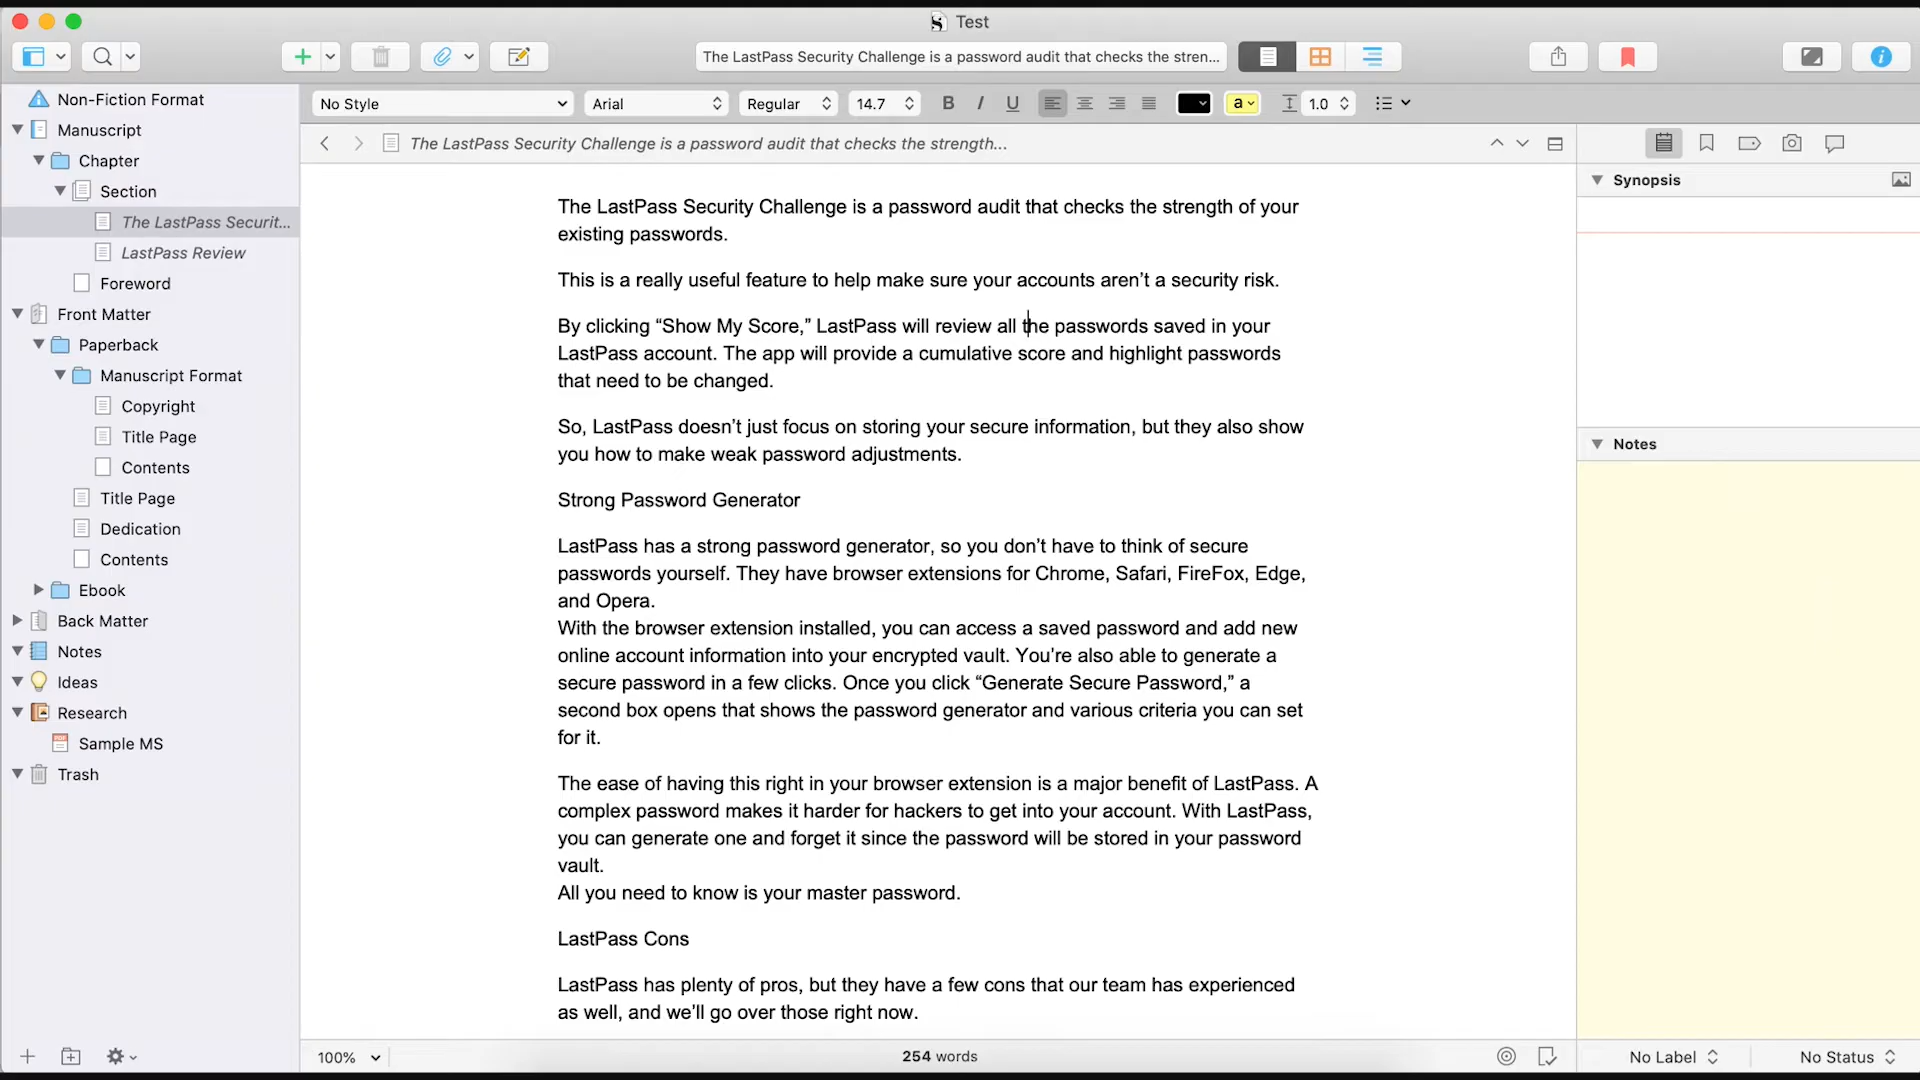 Test
The LastPass Security Challenge is a password audit that checks the stren...
No Style
Arial
Regular
14.7
B I U
a
1.0
Non-Fiction Format
Manuscript
Chapter
Section
The LastPass Securit...
LastPass Review
Foreword
Front Matter
Paperback
Manuscript Format
Copyright
Title Page
Contents
Title Page
Dedication
Contents
Ebook
Back Matter
Notes
Ideas
Research
Sample MS
Trash
The LastPass Security Challenge is a password audit that checks the strength...
The LastPass Security Challenge is a password audit that checks the strength of your
existing passwords.
This is a really useful feature to help make sure your accounts aren’t a security risk.
By clicking “Show My Score,” LastPass will review all the passwords saved in your
LastPass account. The app will provide a cumulative score and highlight passwords
that need to be changed.
So, LastPass doesn’t just focus on storing your secure information, but they also show
you how to make weak password adjustments.
Strong Password Generator
LastPass has a strong password generator, so you don’t have to think of secure
passwords yourself. They have browser extensions for Chrome, Safari, FireFox, Edge,
and Opera.
With the browser extension installed, you can access a saved password and add new
online account information into your encrypted vault. You’re also able to generate a
secure password in a few clicks. Once you click “Generate Secure Password,” a
second box opens that shows the password generator and various criteria you can set
for it.
The ease of having this right in your browser extension is a major benefit of LastPass. A
complex password makes it harder for hackers to get into your account. With LastPass,
you can generate one and forget it since the password will be stored in your password
vault.
All you need to know is your master password.
LastPass Cons
LastPass has plenty of pros, but they have a few cons that our team has experienced
as well, and we’ll go over those right now.
Synopsis
Notes
100%
254 words
No Label
No Status